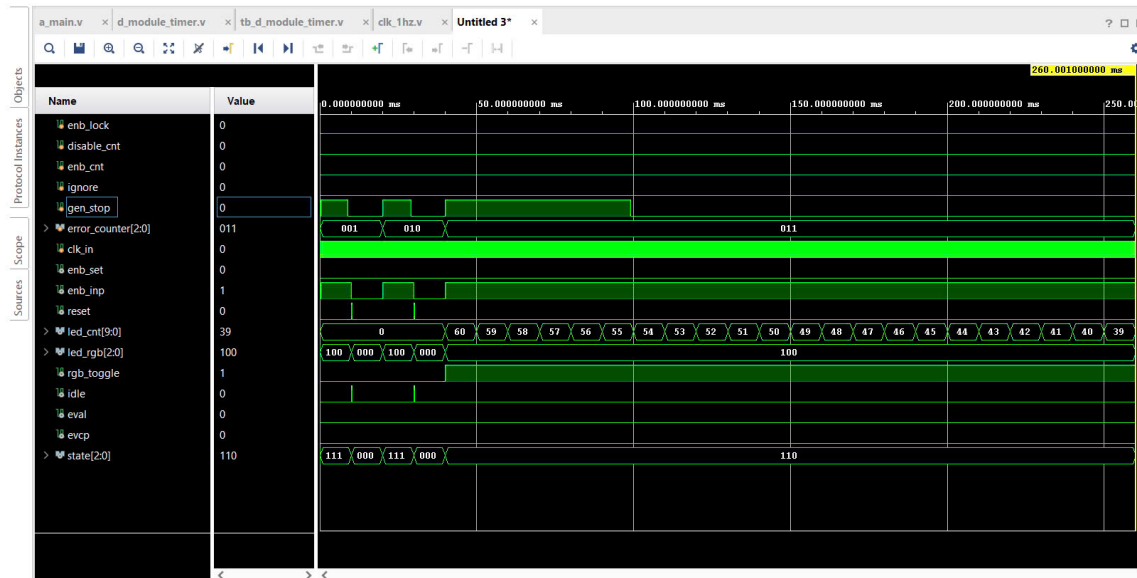 a_main.v × d_module_timer.v × tb_d_module_timer.v × clk_1hz.v × Untitled 3* × ?
Objects
Protocol Instances
Scope
Sources
260.001000000 ms
Name Value
0.000000000 ms 50.000000000 ms 100.000000000 ms 150.000000000 ms 200.000000000 ms 250.0
enb_lock 0
disable_cnt 0
enb_cnt 0
ignore 0
gen_stop 0
error_counter[2:0] 011 001 010 011
clk_in 0
enb_set 0
enb_inp 1
reset 0
led_cnt[9:0] 39 0 60 59 58 57 56 55 54 53 52 51 50 49 48 47 46 45 44 43 42 41 40 39
led_rgb[2:0] 100 100 000 100 000 100
rgb_toggle 1
idle 0
eval 0
evcp 0
state[2:0] 110 111 000 111 000 110